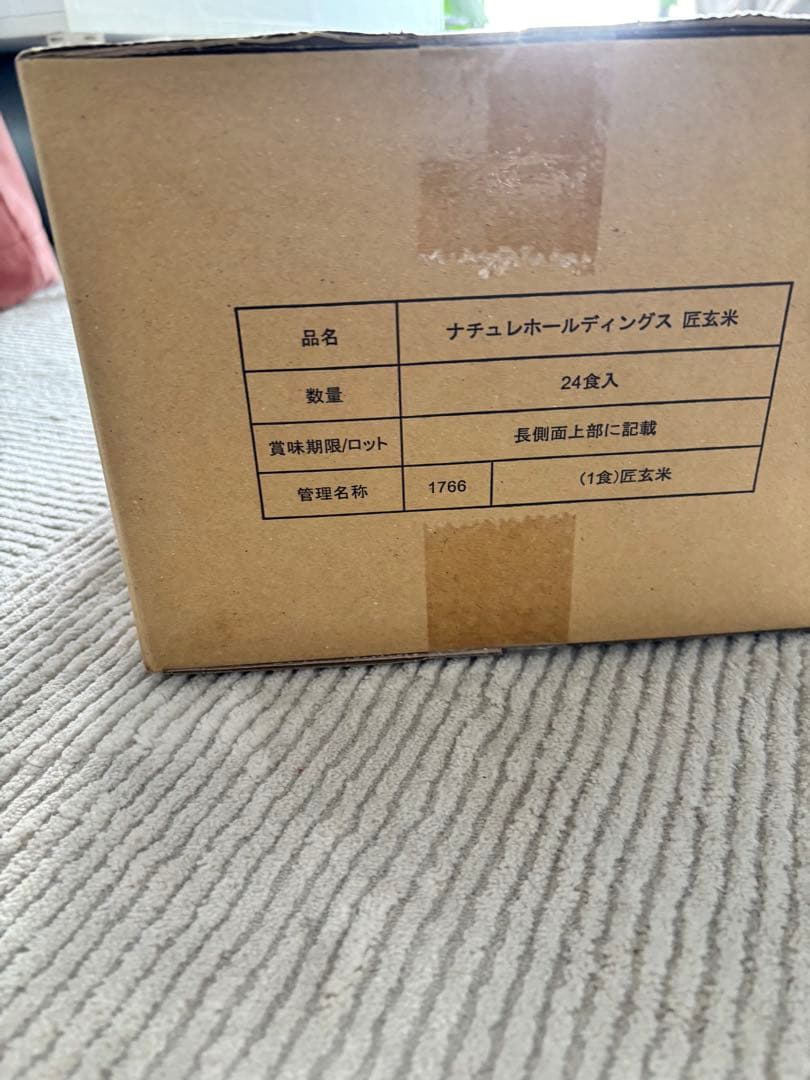 品名 ナチュレホールディングス 匠玄米
数量 24食入
賞味期限/ロット 長側面上部に記載
管理名称 1766 (1食)匠玄米